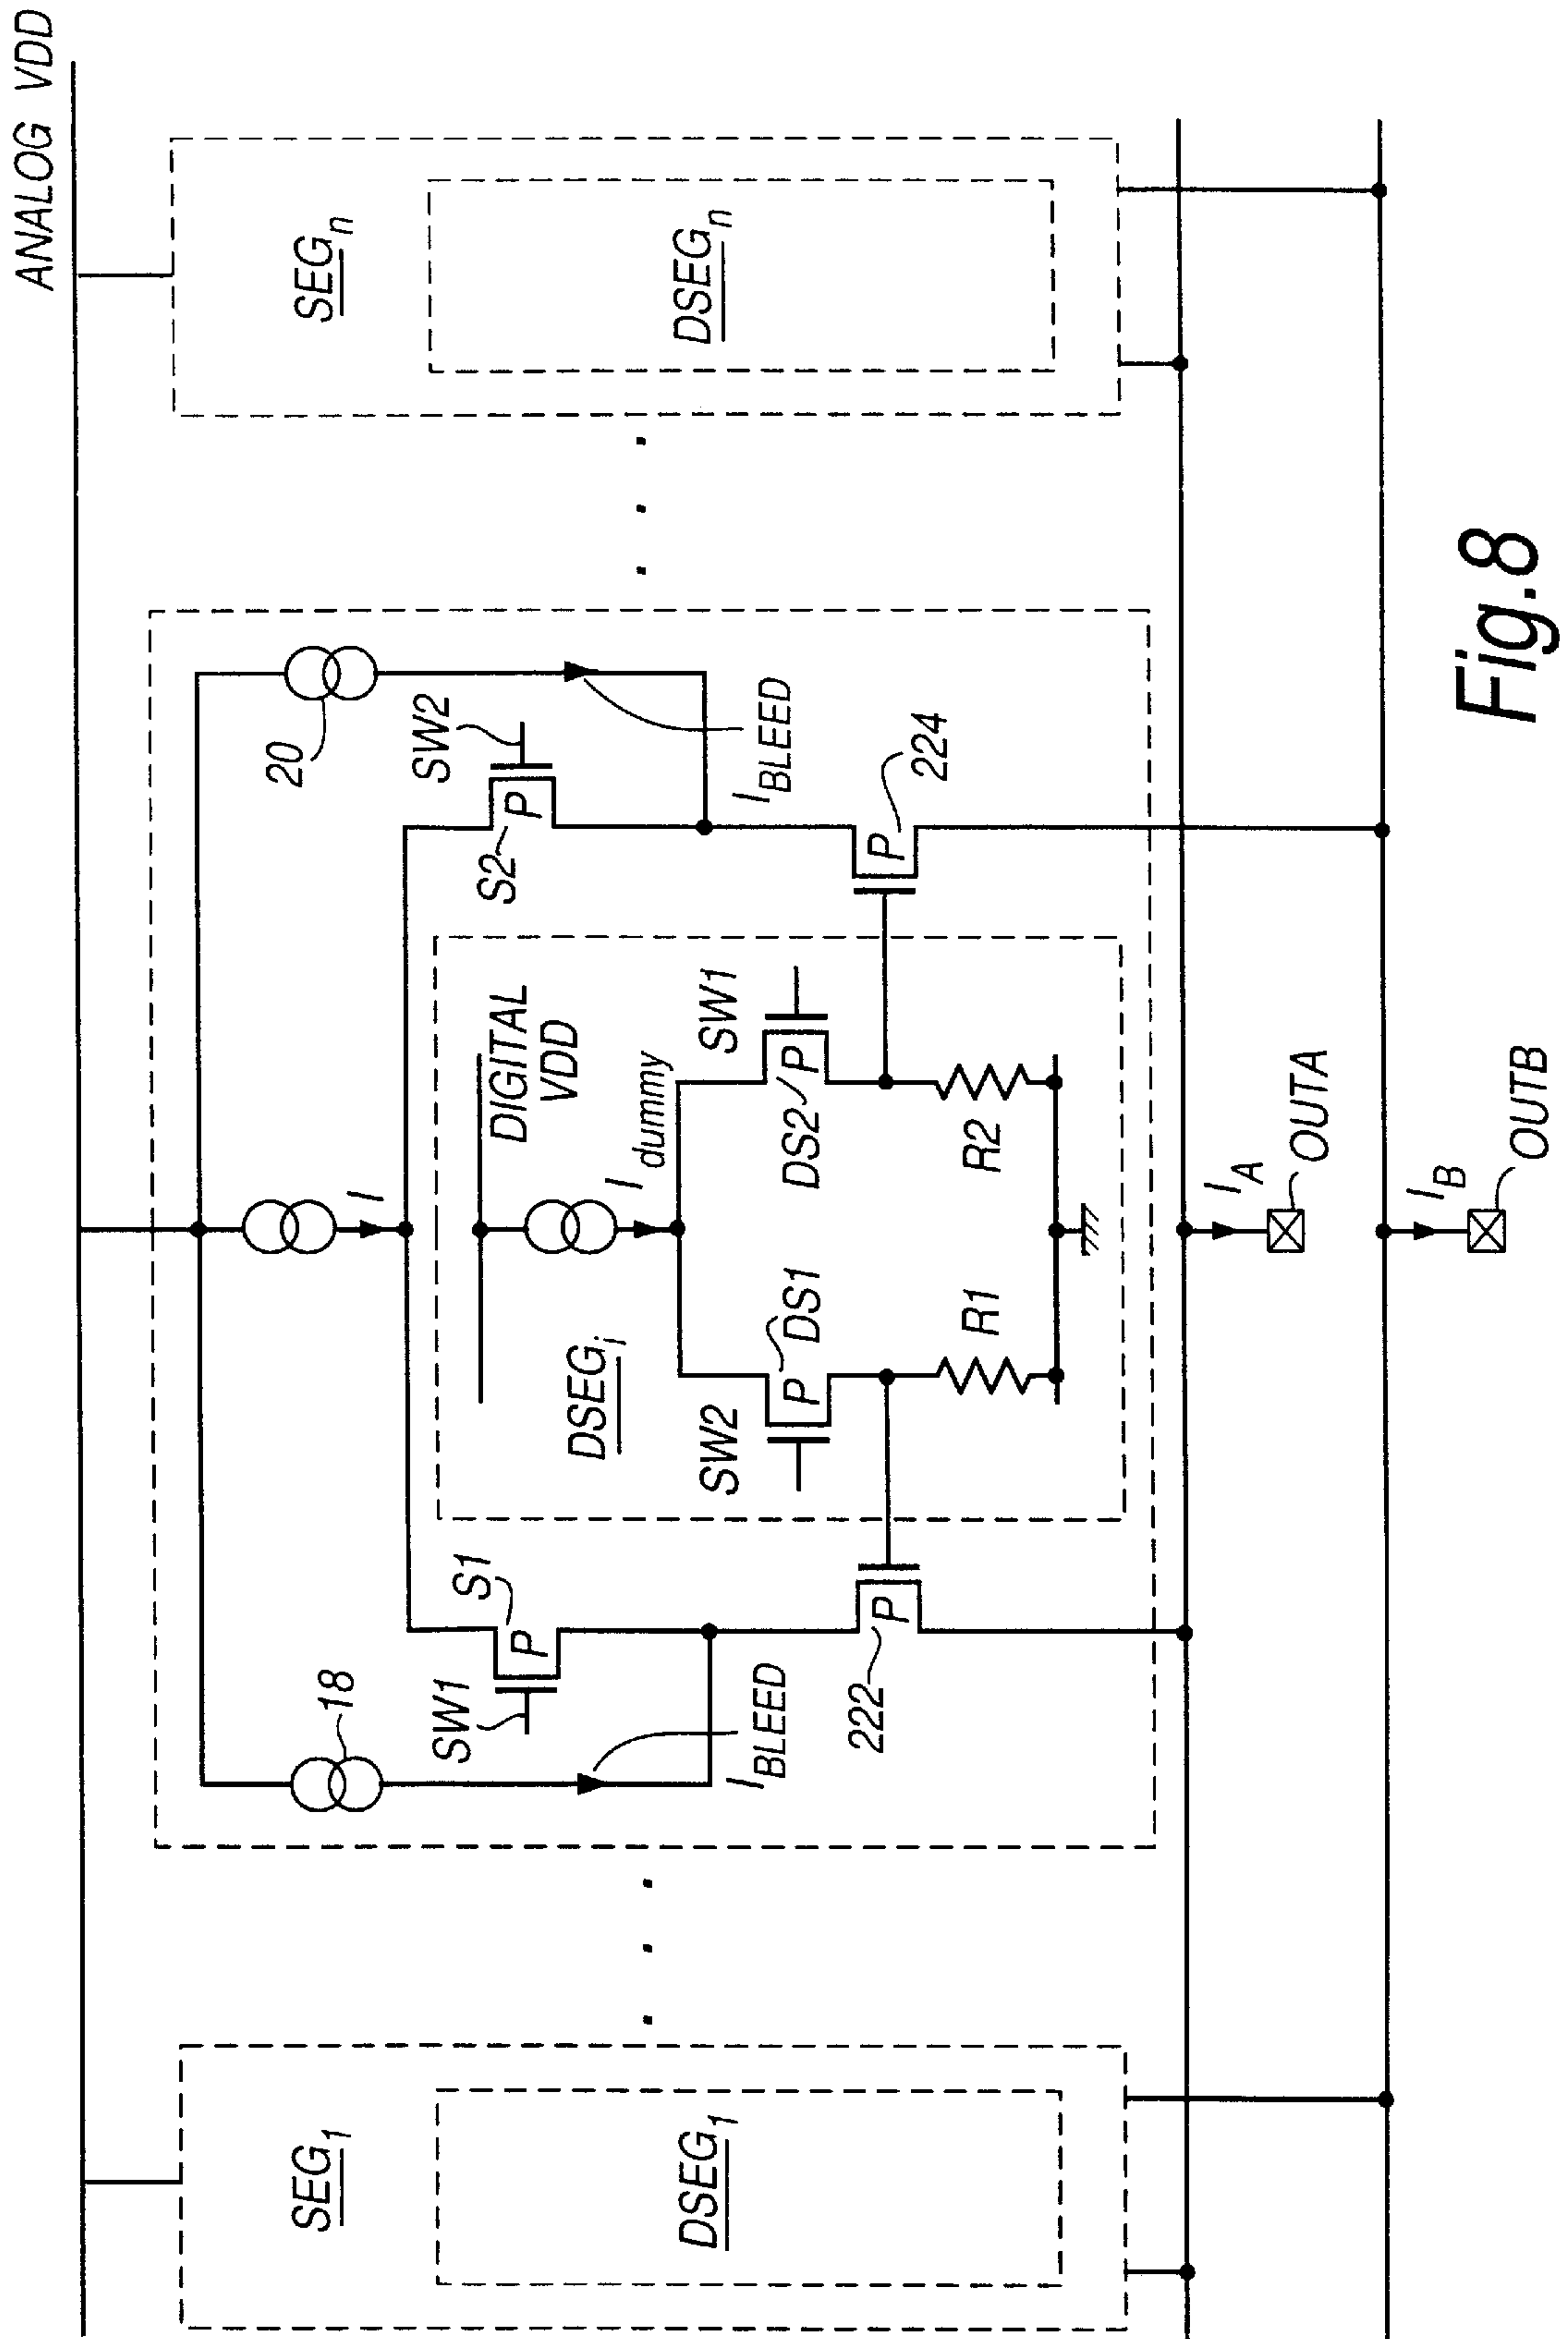 ANALOG VDD
20
SW2
I
18
SW1
S1
S2
SEG1
SEGn
DIGITAL
VDD
DSEGi
Idummy
DSEG1
DSEGn
SW2
SW1
IBLEED
IBLEED
DS1
DS2
P
P
P
P
P
P
222
224
R1
R2
IA
OUTA
IB
OUTB
Fig.8